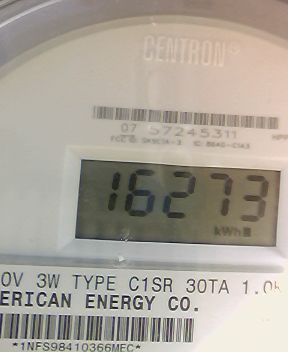 CENTRON®
07 57245311
16273
kWh
0V 3W TYPE C1SR 30TA 1.0
ERICAN ENERGY CO.
*1NFS98410366MEC*